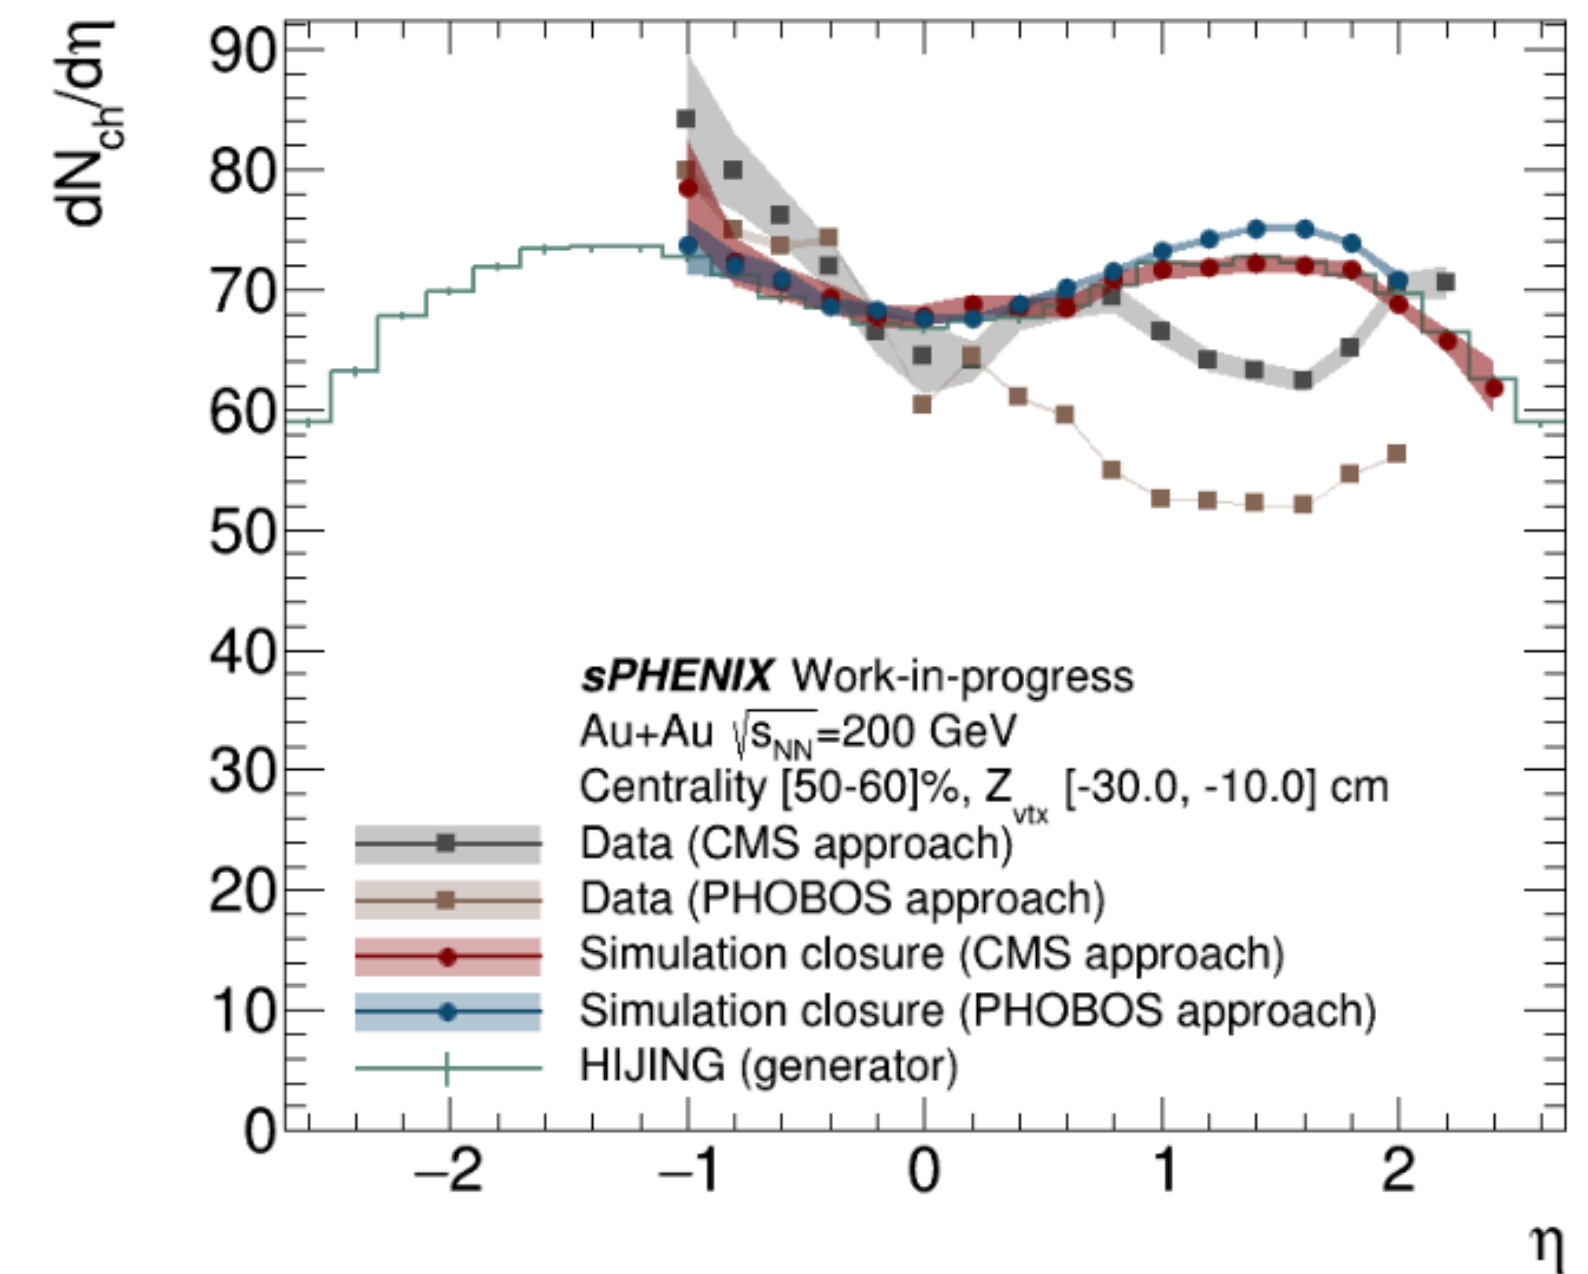 dN_ch/dη
90
80
70
60
50
40
30
20
10
0
−2 −1 0 1 2
η
sPHENIX Work-in-progress
Au+Au √s_NN=200 GeV
Centrality [50-60]%, Z_vtx [-30.0, -10.0] cm
Data (CMS approach)
Data (PHOBOS approach)
Simulation closure (CMS approach)
Simulation closure (PHOBOS approach)
HIJING (generator)